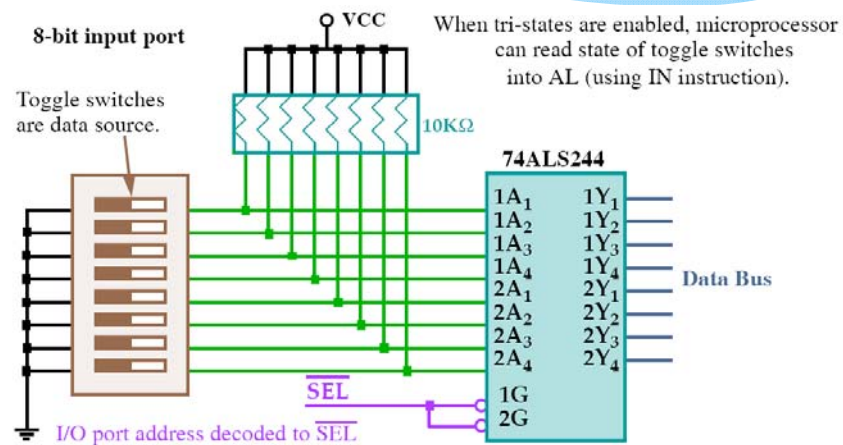 8-bit input port
VCC
When tri-states are enabled, microprocessor
can read state of toggle switches
into AL (using IN instruction).
Toggle switches
are data source.
10KΩ
74ALS244
1A₁ 1Y₁
1A₂ 1Y₂
1A₃ 1Y₃
1A₄ 1Y₄
2A₁ 2Y₁
2A₂ 2Y₂
2A₃ 2Y₃
2A₄ 2Y₄
Data Bus
1G
2G
S̅E̅L̅
I/O port address decoded to S̅E̅L̅